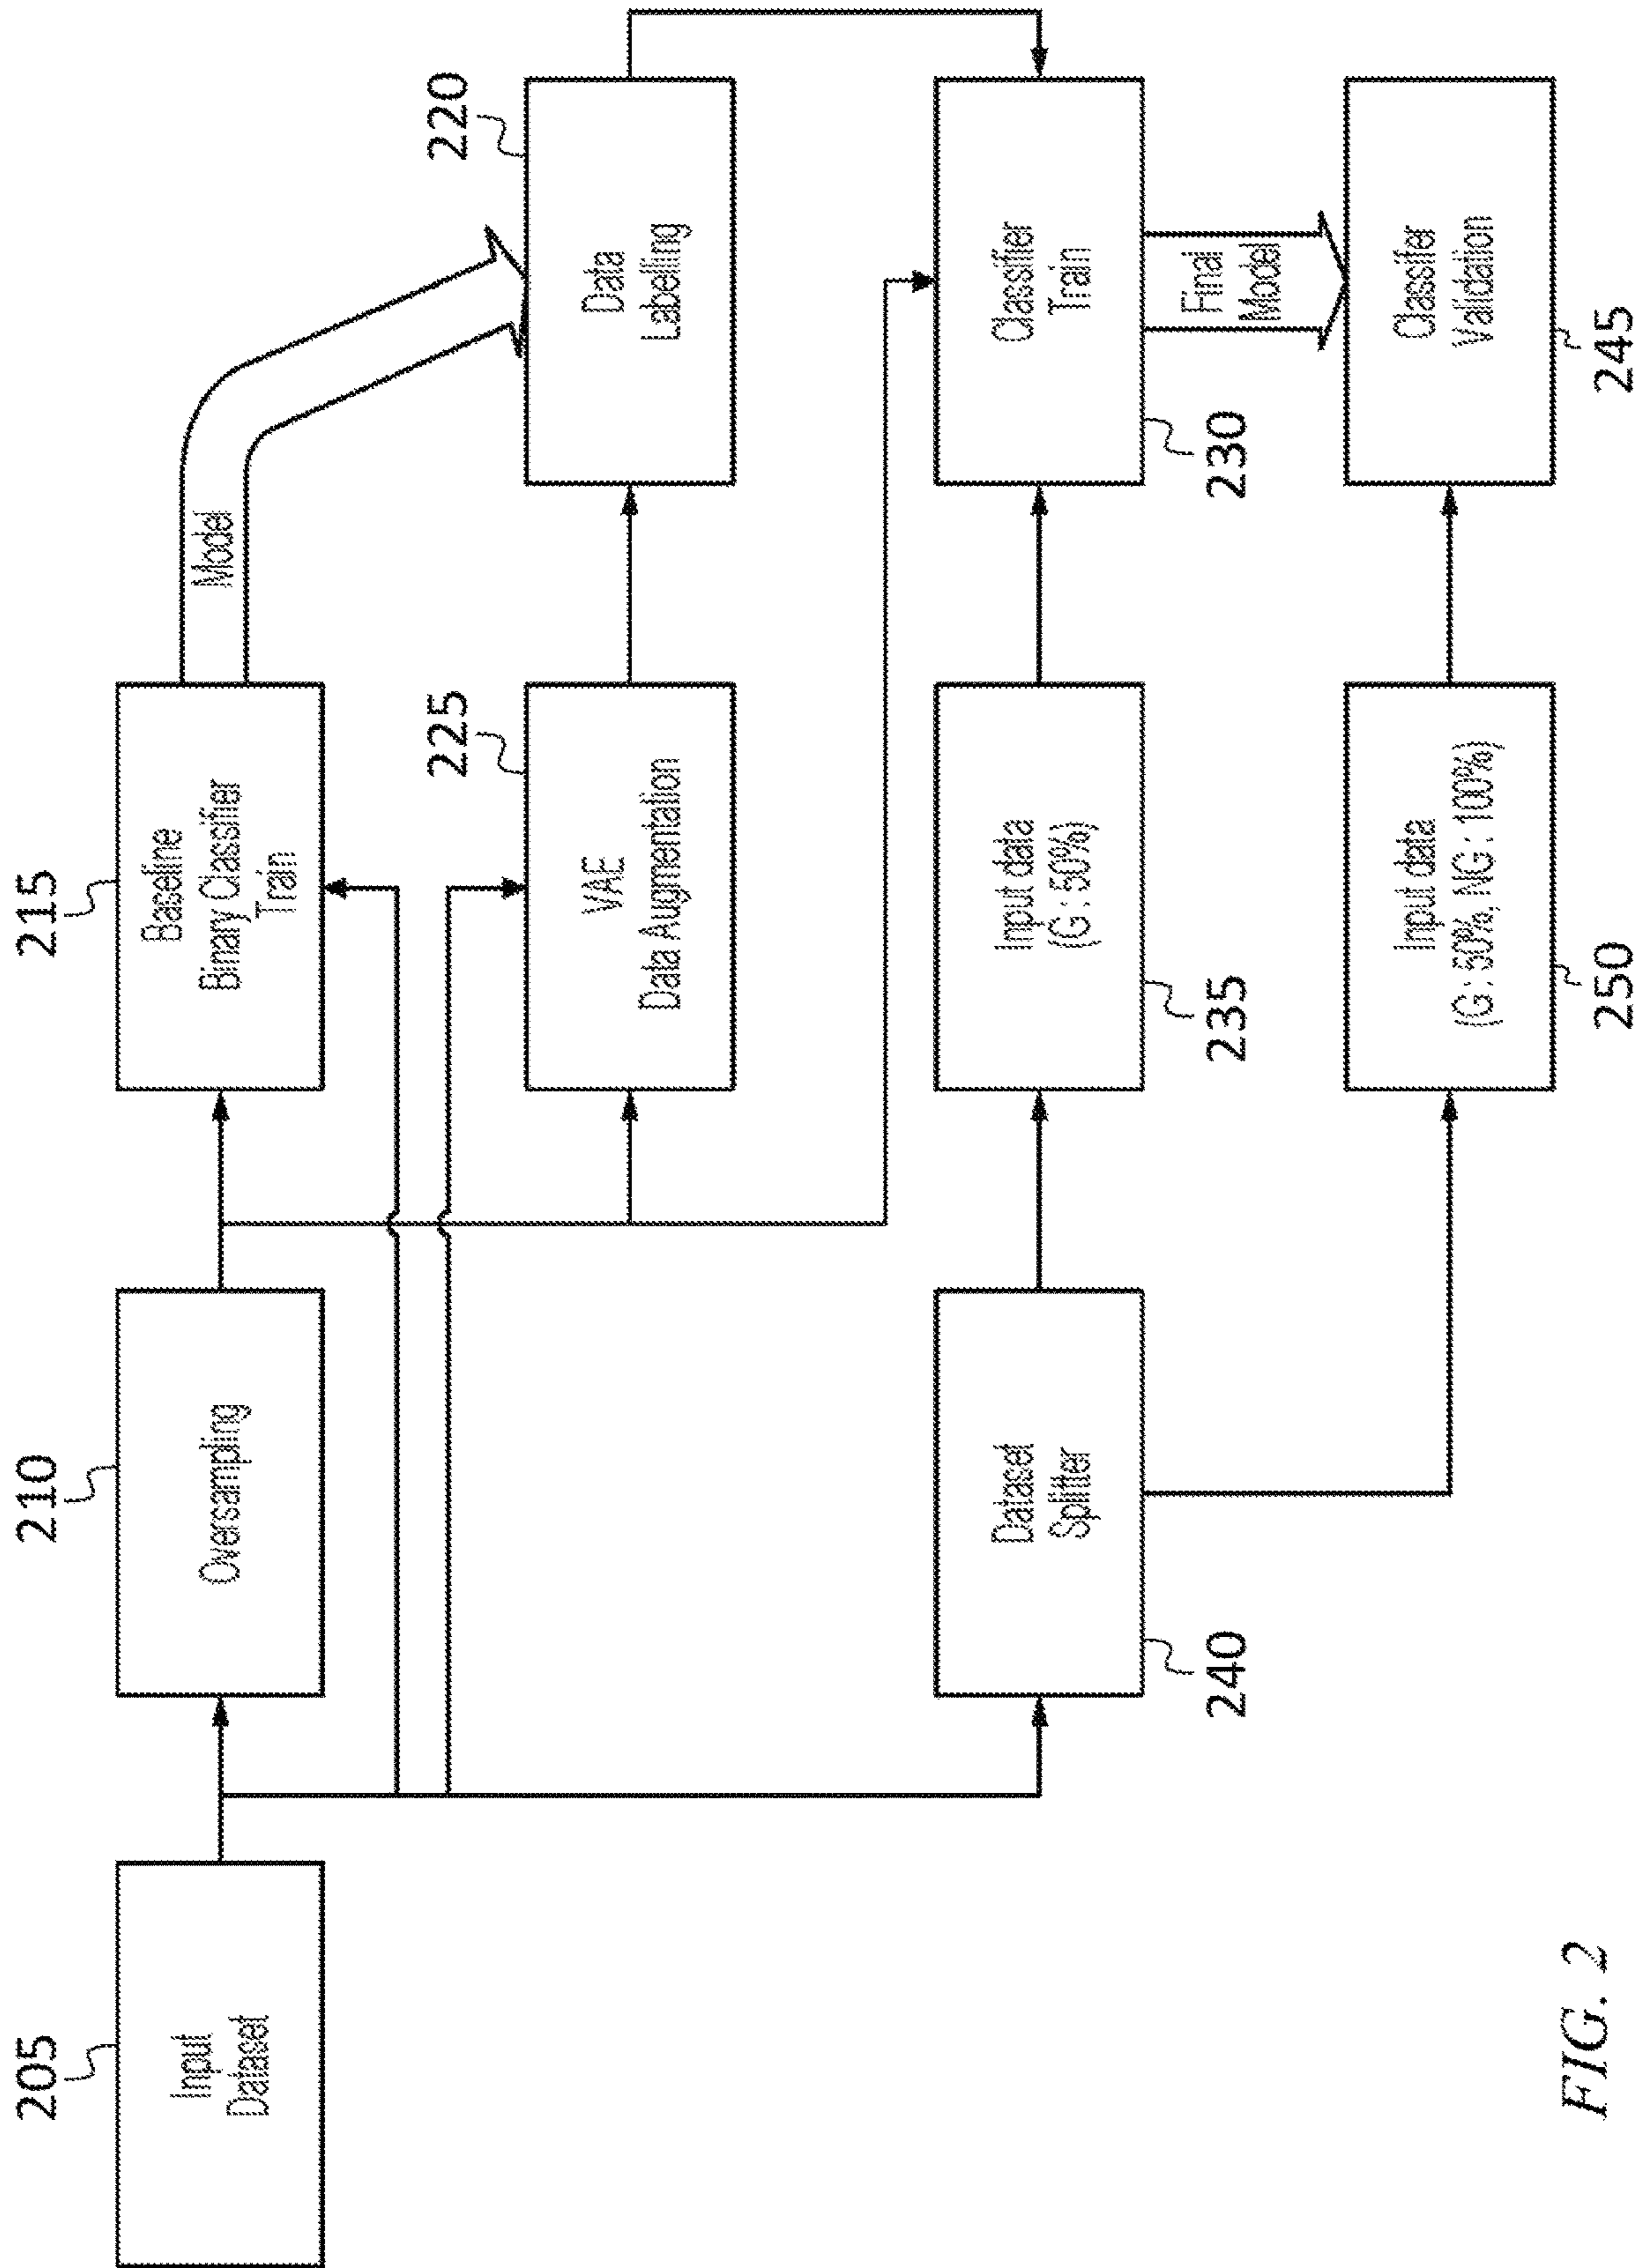 205
Input
Dataset
210
Oversampling
215
Baseline
Binary Classifier
Train
Model
225
VAE
Data Augmentation
220
Data
Labelling
240
Dataset
Splitter
Input data
(G : 50%)
235
Classifier
Train
230
Final
Model
Input data
(G : 50%, NG : 100%)
250
Classifer
Validation
245
FIG. 2